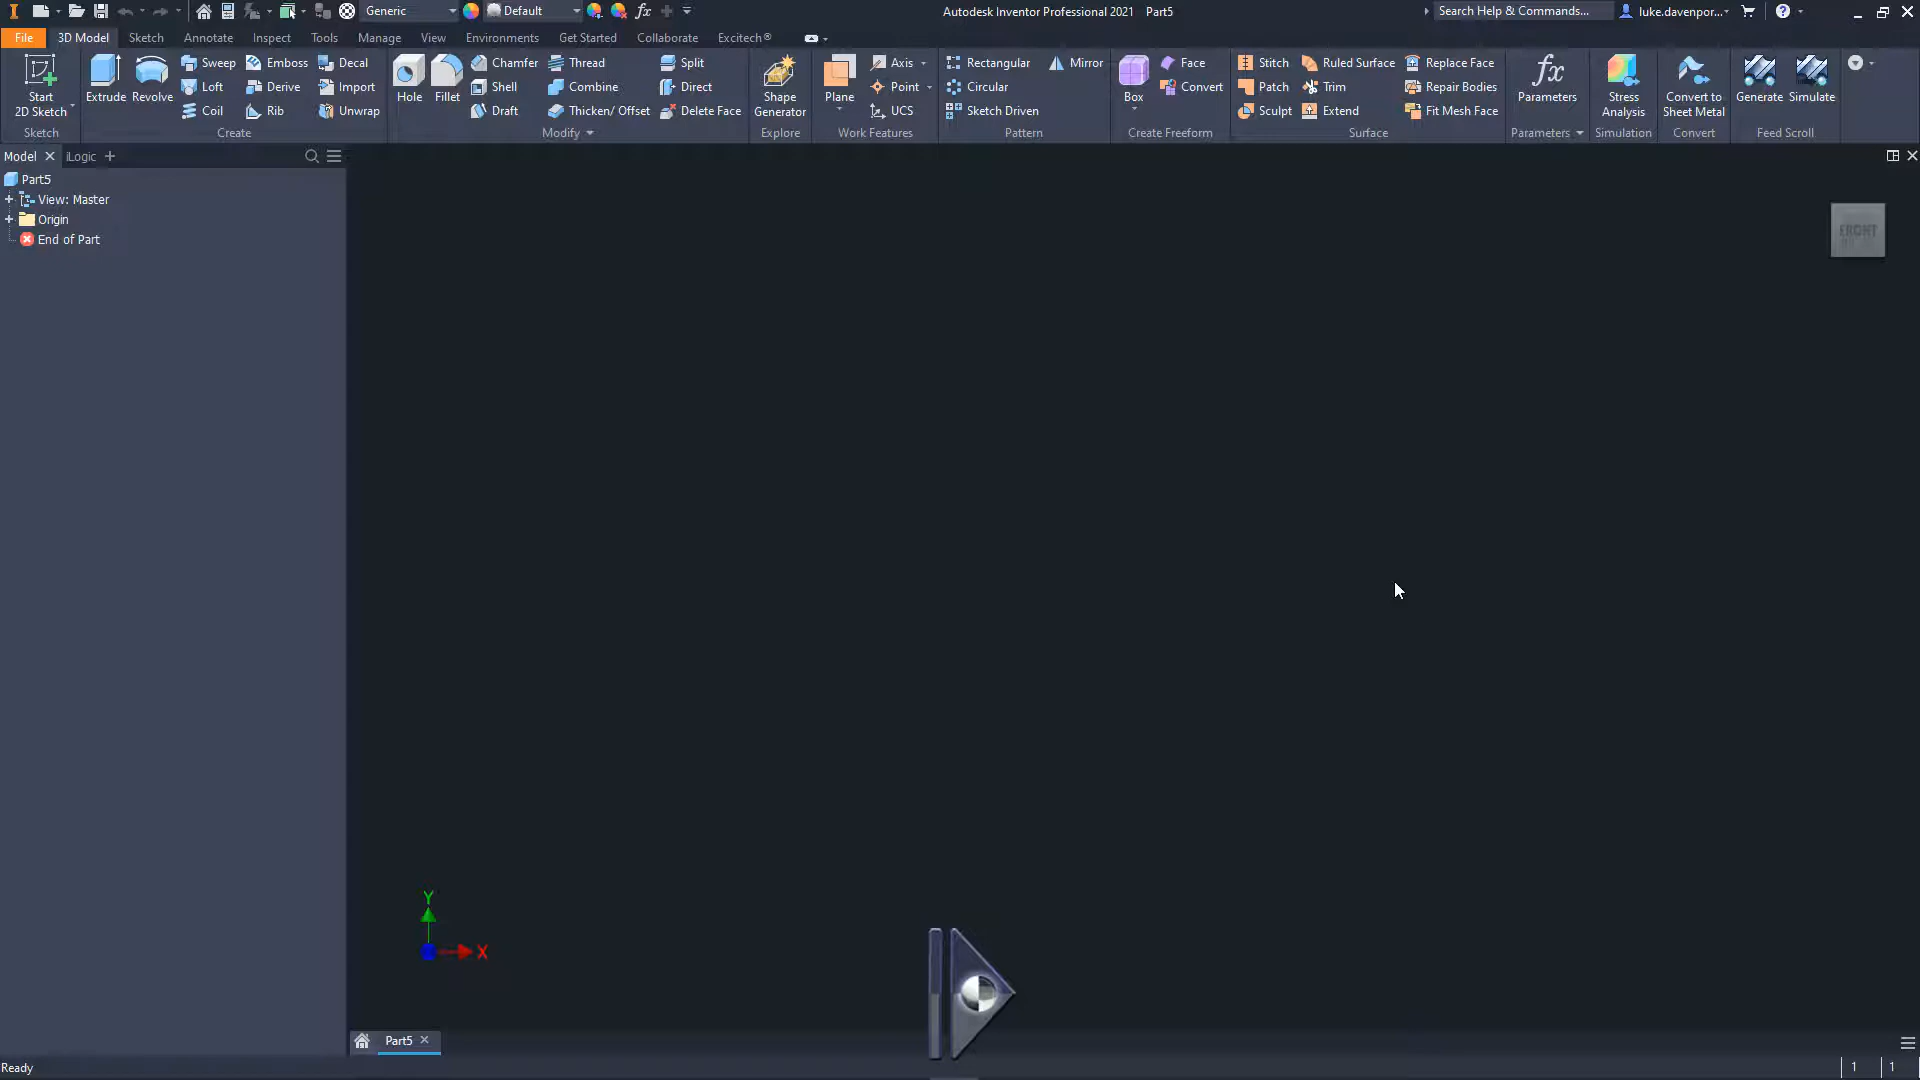 Generic
Default
fx
Autodesk Inventor Professional 2021 Part5
Search Help & Commands...
luke.davenpor...
File 3D Model Sketch Annotate Inspect Tools Manage View Environments Get Started Collaborate Excitech®
Start
2D Sketch
Extrude
Revolve
Sweep
Loft
Coil
Emboss
Derive
Rib
Decal
Import
Unwrap
Hole
Fillet
Chamfer
Shell
Draft
Thread
Combine
Thicken/ Offset
Split
Direct
Delete Face
Shape
Generator
Plane
Axis
Point
UCS
Rectangular
Circular
Sketch Driven
Mirror
Box
Face
Convert
Stitch
Patch
Sculpt
Ruled Surface
Trim
Extend
Replace Face
Repair Bodies
Fit Mesh Face
fx
Parameters
Stress
Analysis
Convert to
Sheet Metal
Generate
Simulate
Sketch Create Modify Explore Work Features Pattern Create Freeform Surface Parameters Simulation Convert Feed Scroll
Model iLogic
Part5
View: Master
Origin
End of Part
FRONT
Y
X
Part5
Ready
1 1